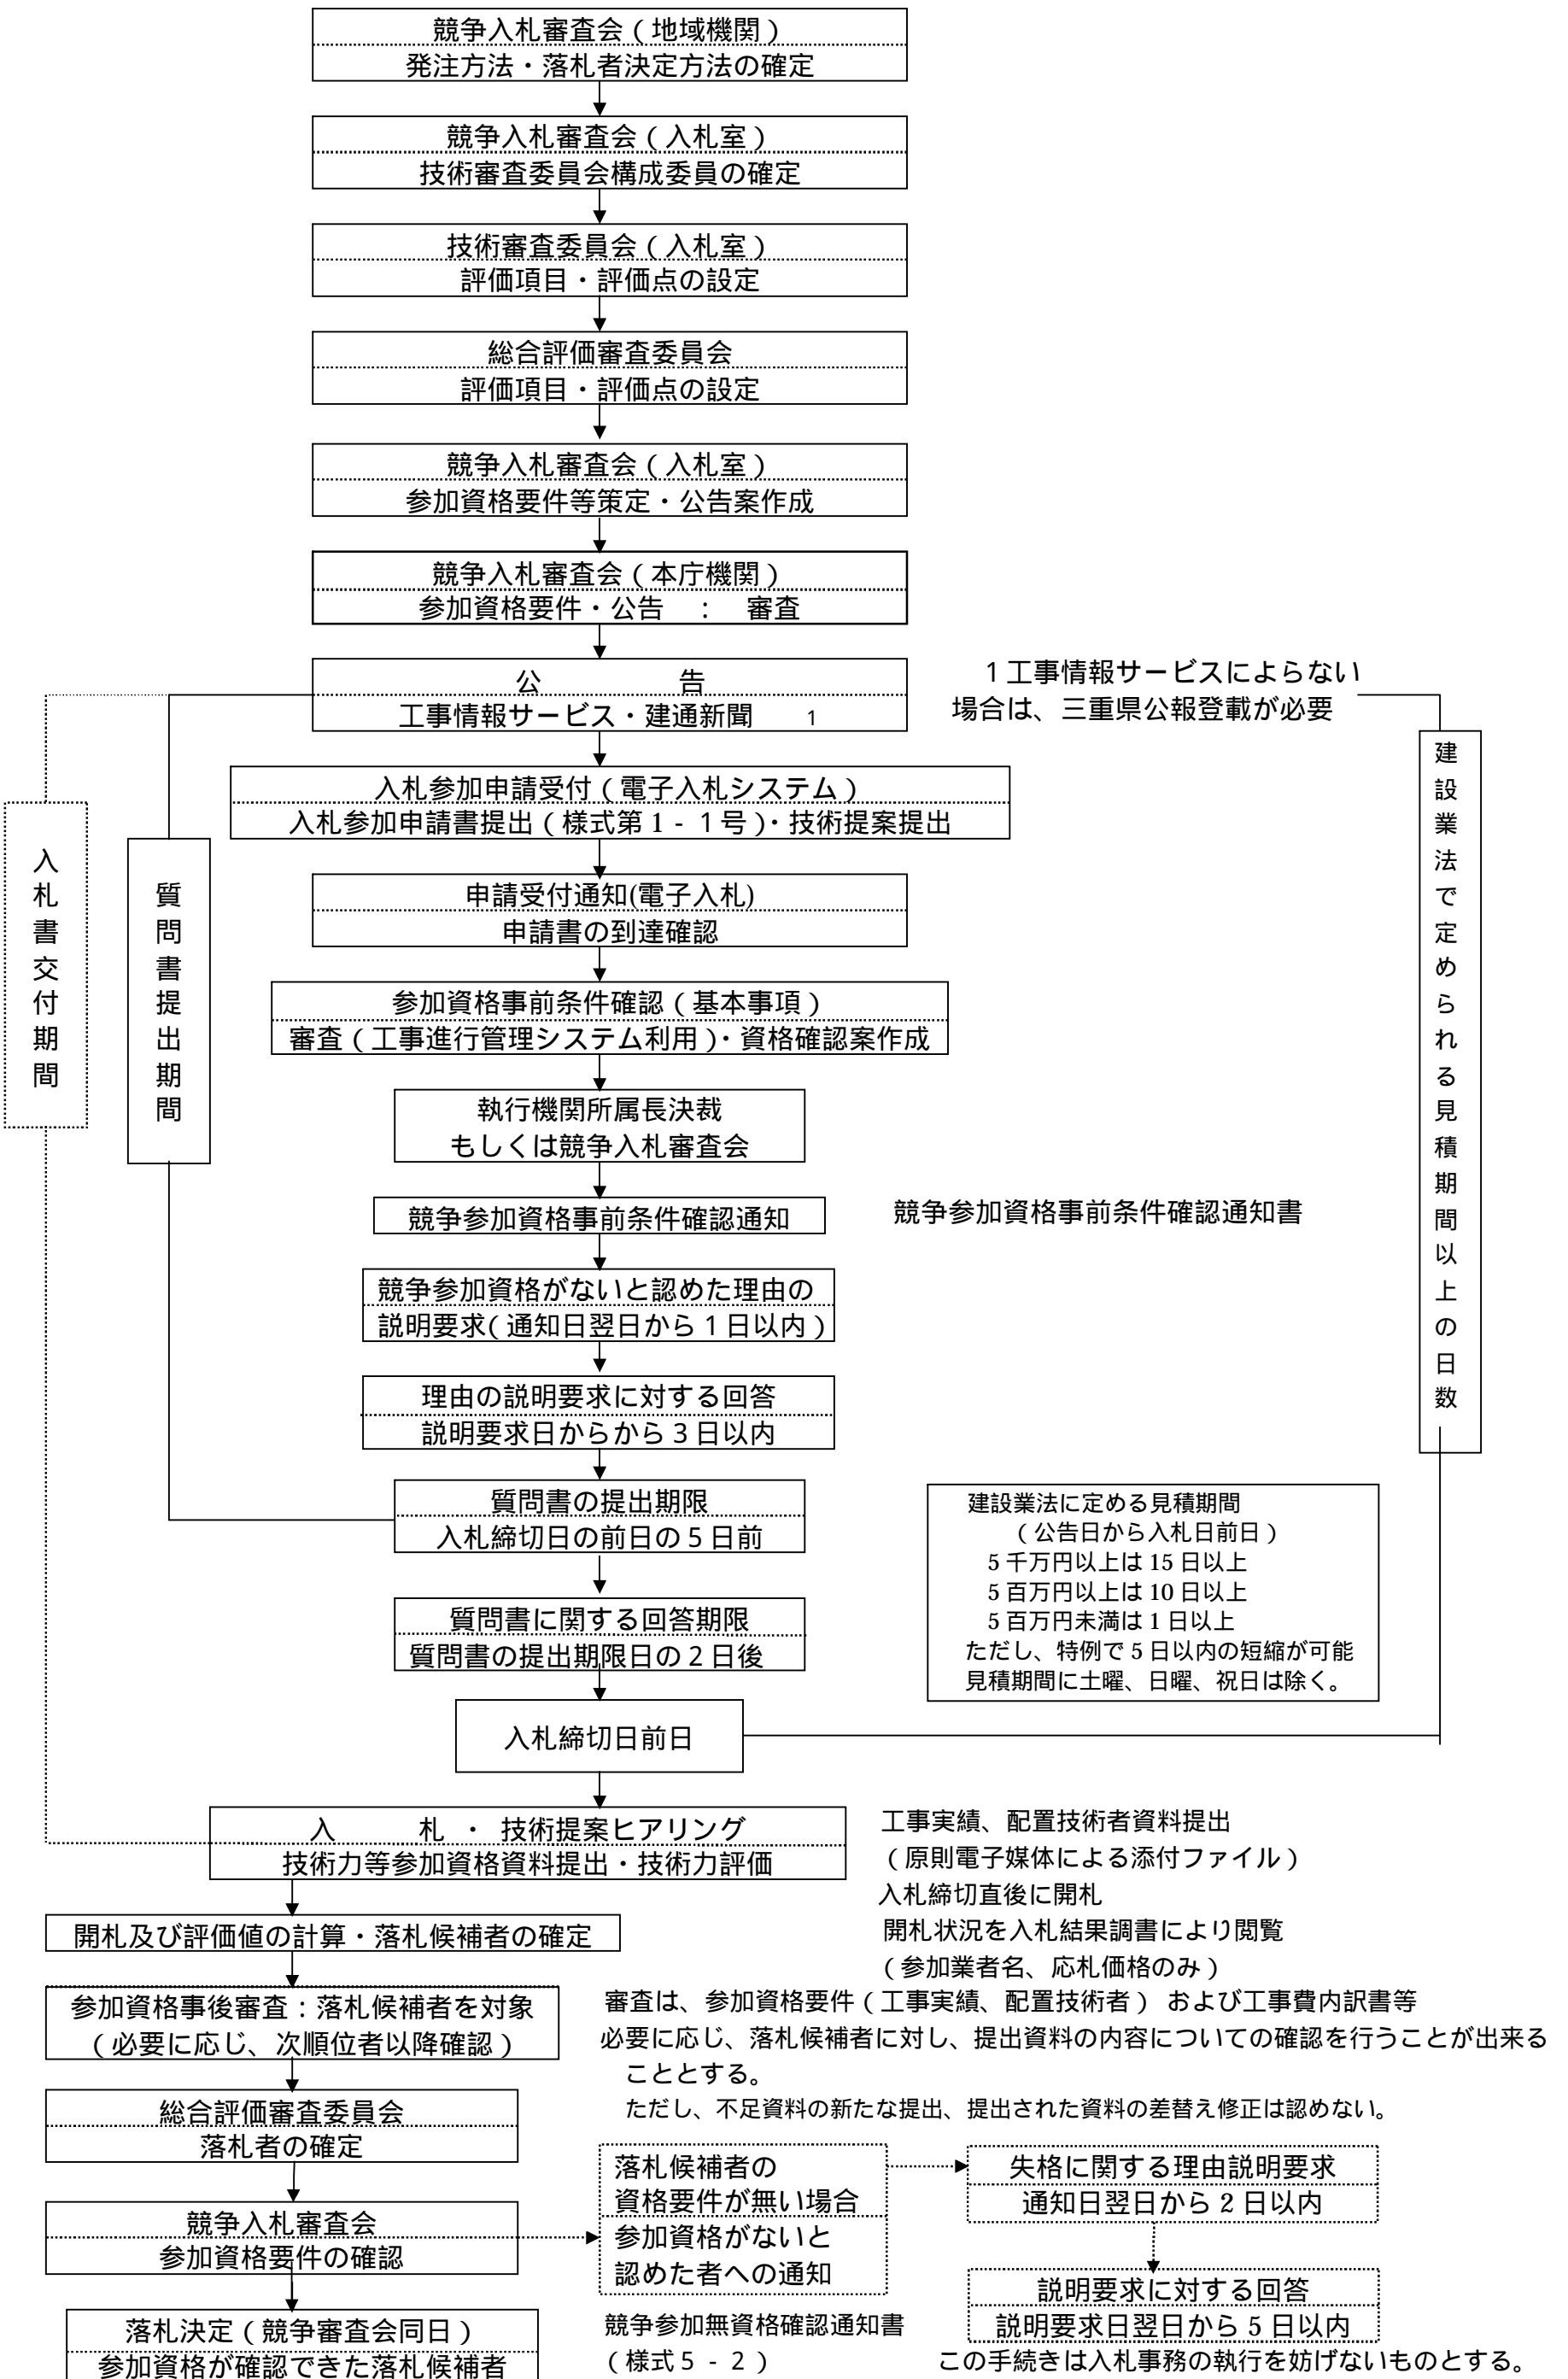 競争入札審査会（地域機関）
発注方法・落札者決定方法の確定
競争入札審査会（入札室）
技術審査委員会構成委員の確定
技術審査委員会（入札室）
評価項目・評価点の設定
総合評価審査委員会
評価項目・評価点の設定
競争入札審査会（入札室）
参加資格要件等策定・公告案作成
競争入札審査会（本庁機関）
参加資格要件・公告　：　審査
公　　　　　告
工事情報サービス・建通新聞　　1
1工事情報サービスによらない
場合は、三重県公報登載が必要
入札参加申請受付（電子入札システム）
入札参加申請書提出（様式第1‐1号）・技術提案提出
入札書交付期間
質問書提出期間
建設業法で定められる見積期間以上の日数
申請受付通知(電子入札)
申請書の到達確認
参加資格事前条件確認（基本事項）
審査（工事進行管理システム利用）・資格確認案作成
執行機関所属長決裁
もしくは競争入札審査会
競争参加資格事前条件確認通知
競争参加資格事前条件確認通知書
競争参加資格がないと認めた理由の
説明要求（通知日翌日から1日以内）
理由の説明要求に対する回答
説明要求日からから3日以内
質問書の提出期限
入札締切日の前日の5日前
建設業法に定める見積期間
（公告日から入札日前日）
5千万円以上は15日以上
5百万円以上は10日以上
5百万円未満は1日以上
ただし、特例で5日以内の短縮が可能
見積期間に土曜、日曜、祝日は除く。
質問書に関する回答期限
質問書の提出期限日の2日後
入札締切日前日
入　　　札　・　技術提案ヒアリング
技術力等参加資格資料提出・技術力評価
工事実績、配置技術者資料提出
（原則電子媒体による添付ファイル）
入札締切直後に開札
開札状況を入札結果調書により閲覧
（参加業者名、応札価格のみ）
開札及び評価値の計算・落札候補者の確定
参加資格事後審査：落札候補者を対象
（必要に応じ、次順位者以降確認）
審査は、参加資格要件（工事実績、配置技術者） および工事費内訳書等
必要に応じ、落札候補者に対し、提出資料の内容についての確認を行うことが出来る
こととする。
ただし、不足資料の新たな提出、提出された資料の差替え修正は認めない。
総合評価審査委員会
落札者の確定
競争入札審査会
参加資格要件の確認
落札候補者の
資格要件が無い場合
参加資格がないと
認めた者への通知
失格に関する理由説明要求
通知日翌日から2日以内
説明要求に対する回答
説明要求日翌日から5日以内
落札決定（競争審査会同日）
参加資格が確認できた落札候補者
競争参加無資格確認通知書
（様式5‐2）
この手続きは入札事務の執行を妨げないものとする。